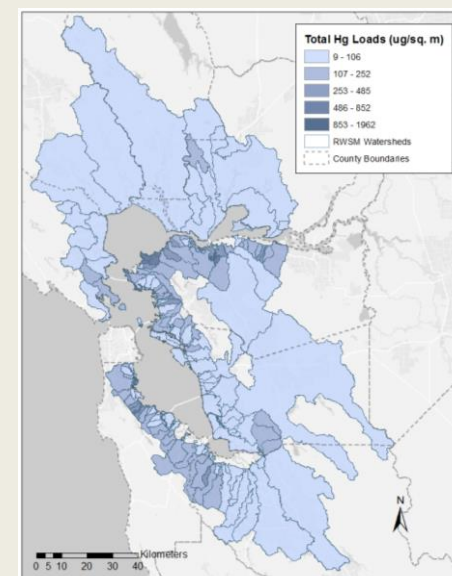 Total Hg Loads (ug/sq. m)
9 - 106
107 - 252
253 - 485
486 - 852
853 - 1962
RWSM Watersheds
County Boundaries
N
0 5 10 20 30 40
Kilometers